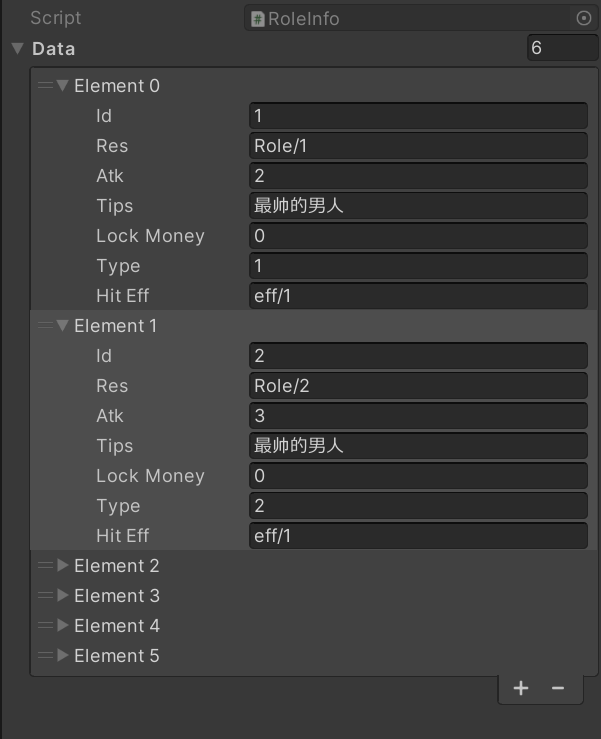 Script RoleInfo
Data 6
Element 0
Id 1
Res Role/1
Atk 2
Tips 最帅的男人
Lock Money 0
Type 1
Hit Eff eff/1
Element 1
Id 2
Res Role/2
Atk 3
Tips 最帅的男人
Lock Money 0
Type 2
Hit Eff eff/1
Element 2
Element 3
Element 4
Element 5